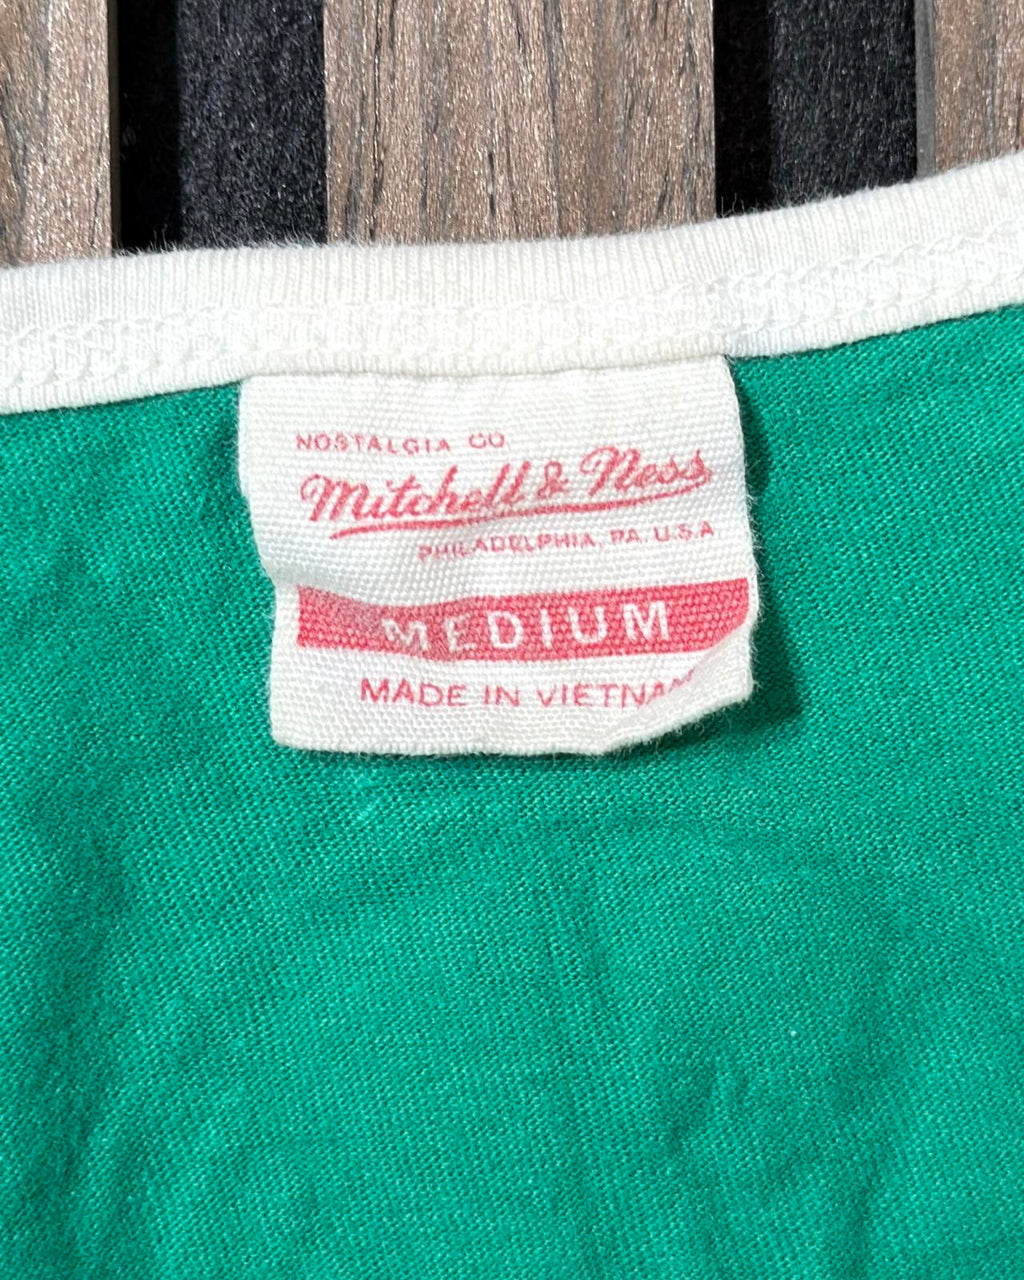 NOSTALGIA CO
Mitchell & Ness
PHILADELPHIA, PA. U.S.A
MEDIUM
MADE IN VIETNAM